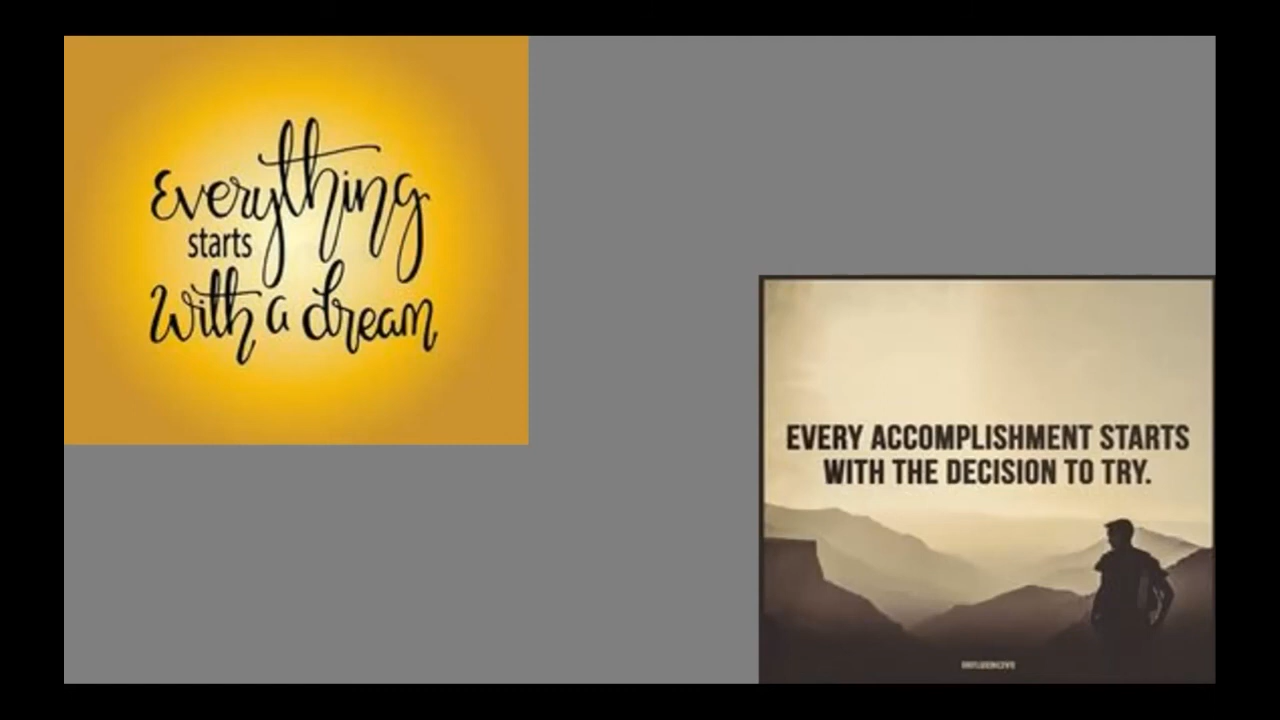 Everything
starts
with a dream
EVERY ACCOMPLISHMENT STARTS
WITH THE DECISION TO TRY.